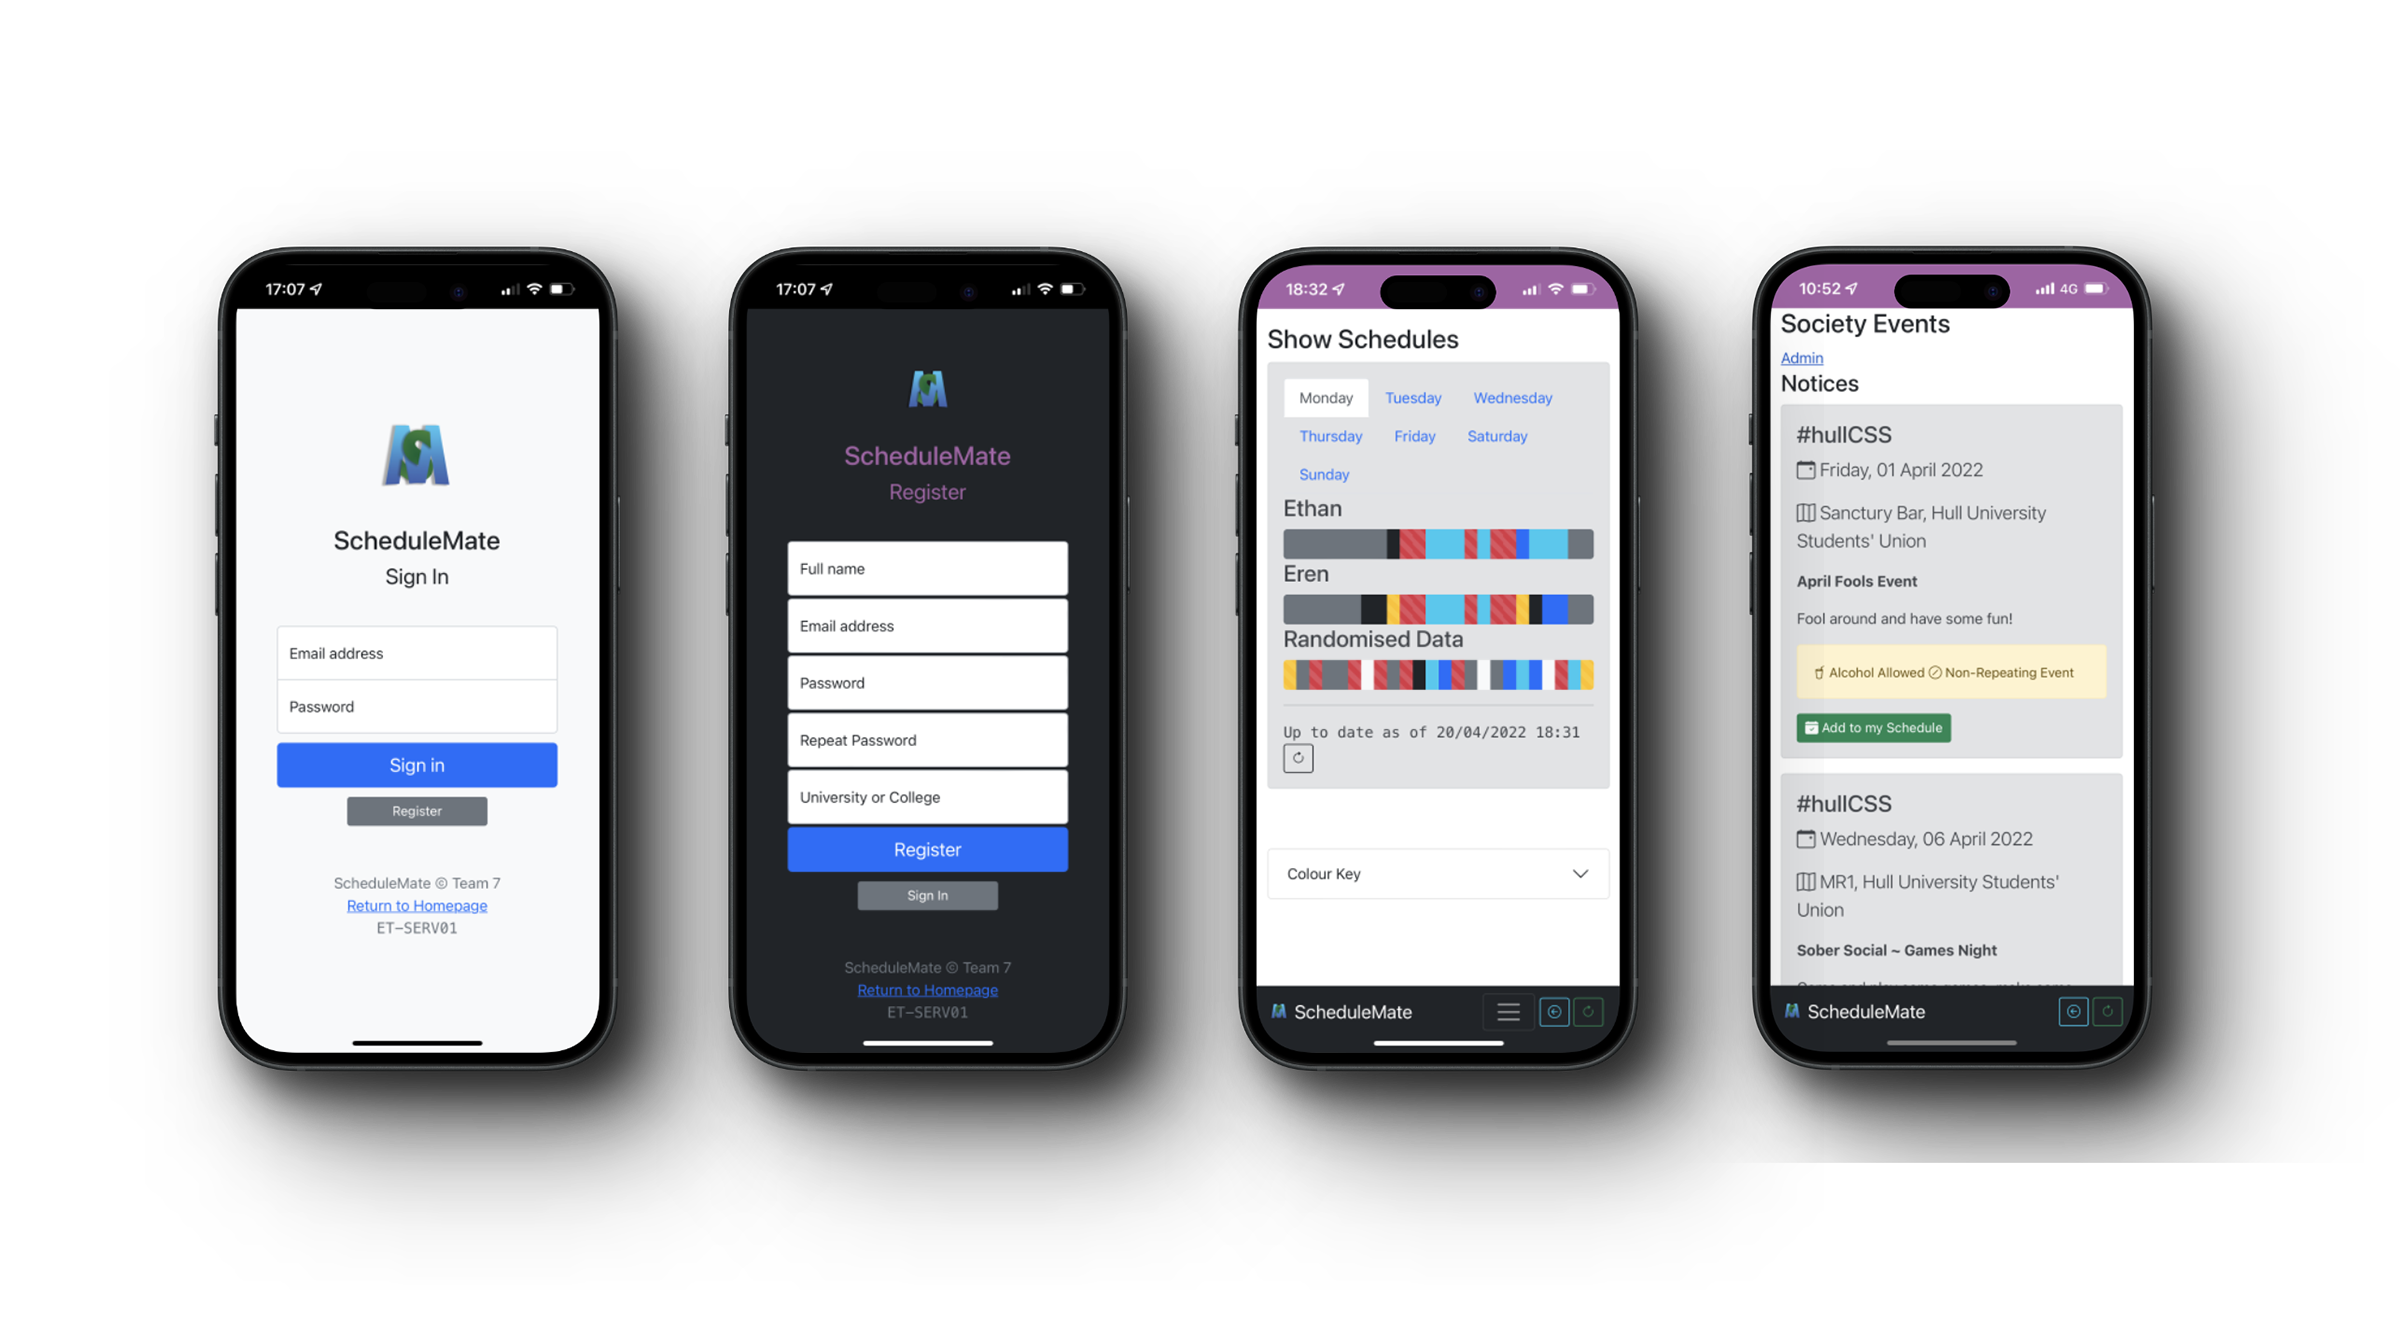 17:07
ScheduleMate
Sign In
Email address
Password
Sign in
Register
ScheduleMate © Team 7
Return to Homepage
ET-SERV01
17:07
ScheduleMate
Register
Full name
Email address
Password
Repeat Password
University or College
Register
Sign In
ScheduleMate © Team 7
Return to Homepage
ET-SERV01
18:32
Show Schedules
Monday Tuesday Wednesday
Thursday Friday Saturday
Sunday
Ethan
Eren
Randomised Data
Up to date as of 20/04/2022 18:31
Colour Key
ScheduleMate
10:52 4G
Society Events
Admin
Notices
#hullCSS
Friday, 01 April 2022
Sanctury Bar, Hull University
Students' Union
April Fools Event
Fool around and have some fun!
Alcohol Allowed Non-Repeating Event
Add to my Schedule
#hullCSS
Wednesday, 06 April 2022
MR1, Hull University Students'
Union
Sober Social ~ Games Night
ScheduleMate